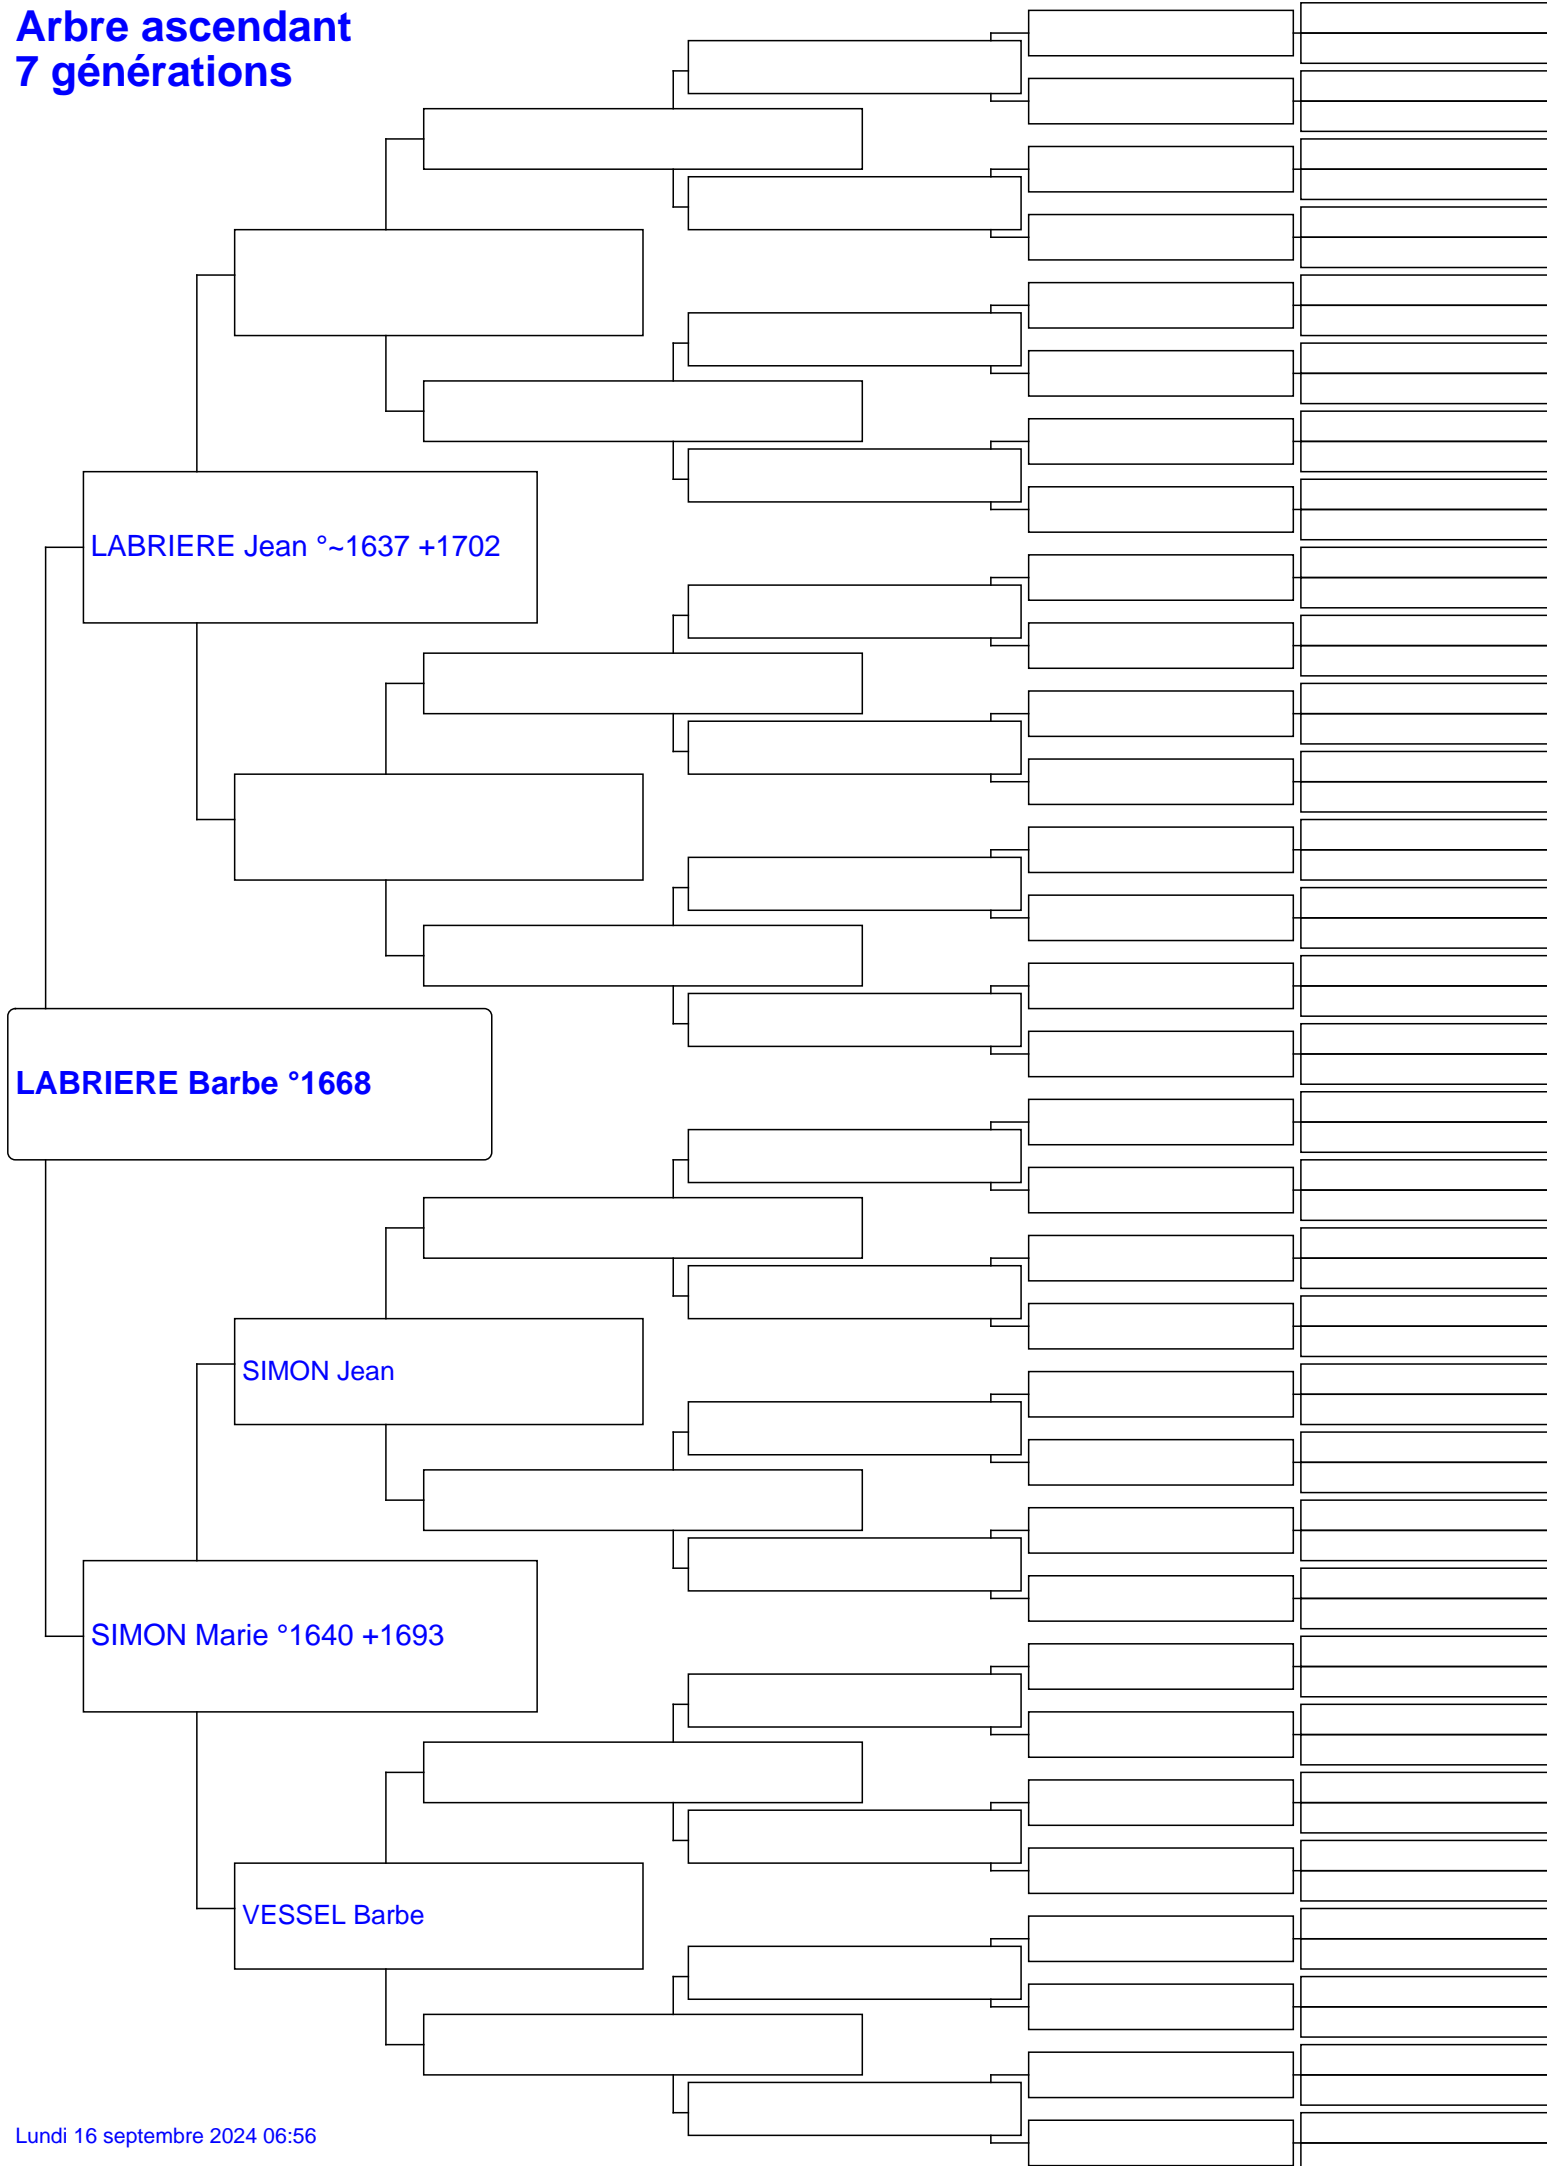 Arbre ascendant
7 générations
LABRIERE Jean °~1637 +1702
LABRIERE Barbe °1668
SIMON Jean
SIMON Marie °1640 +1693
VESSEL Barbe
Lundi 16 septembre 2024 06:56